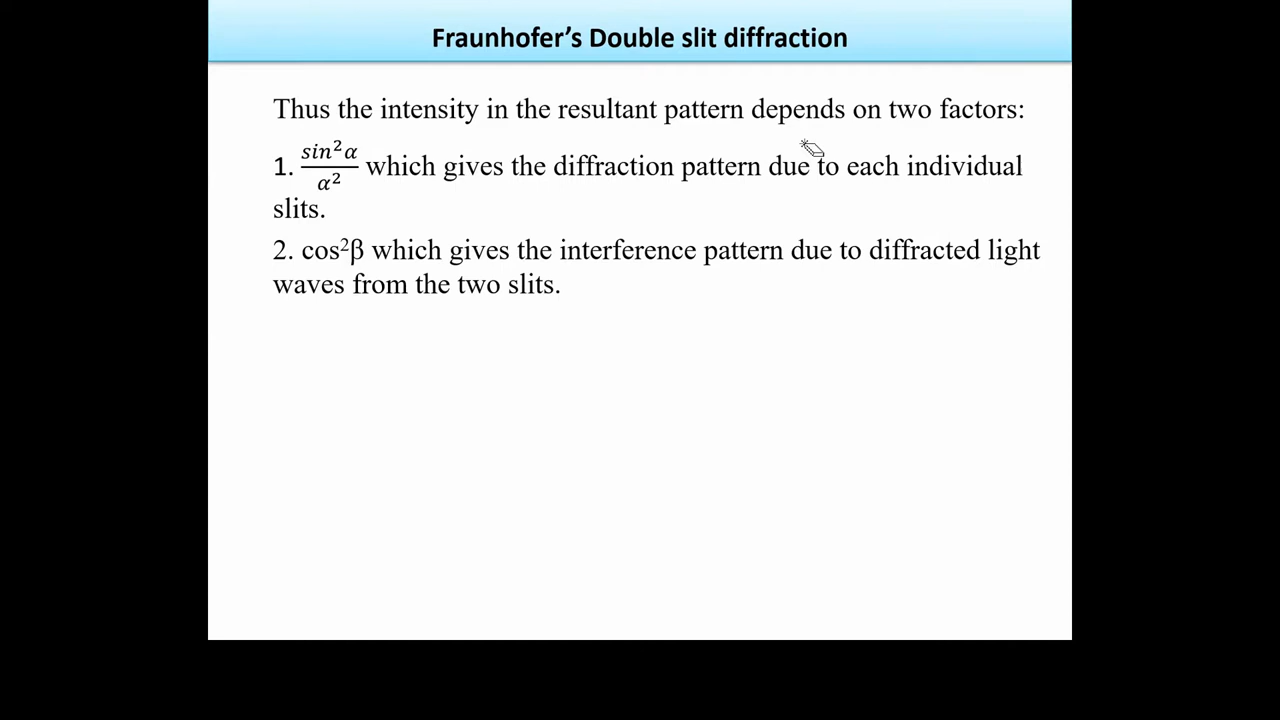 Fraunhofer’s Double slit diffraction
Thus the intensity in the resultant pattern depends on two factors:
1. sin²α/α² which gives the diffraction pattern due to each individual
slits.
2. cos²β which gives the interference pattern due to diffracted light
waves from the two slits.